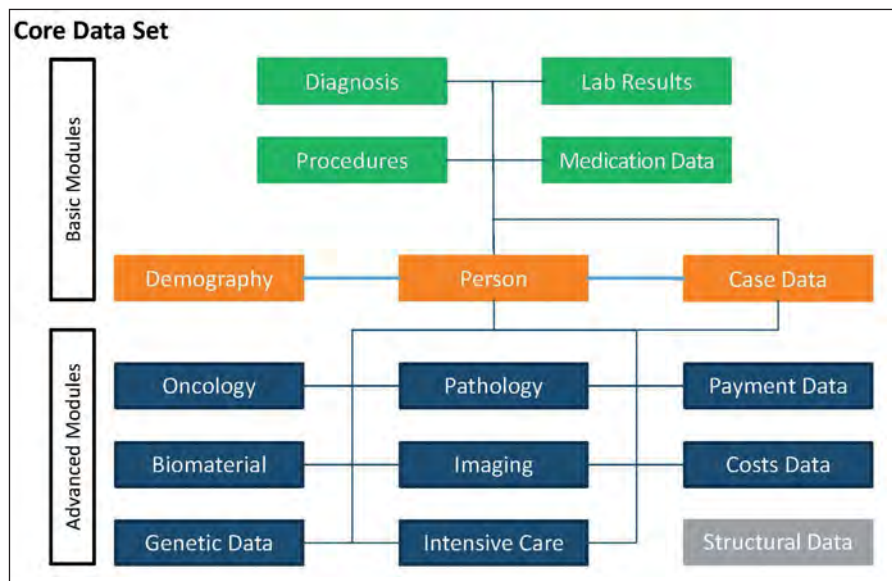 Core Data Set
Basic Modules
Diagnosis
Lab Results
Procedures
Medication Data
Demography
Person
Case Data
Advanced Modules
Oncology
Pathology
Payment Data
Biomaterial
Imaging
Costs Data
Genetic Data
Intensive Care
Structural Data